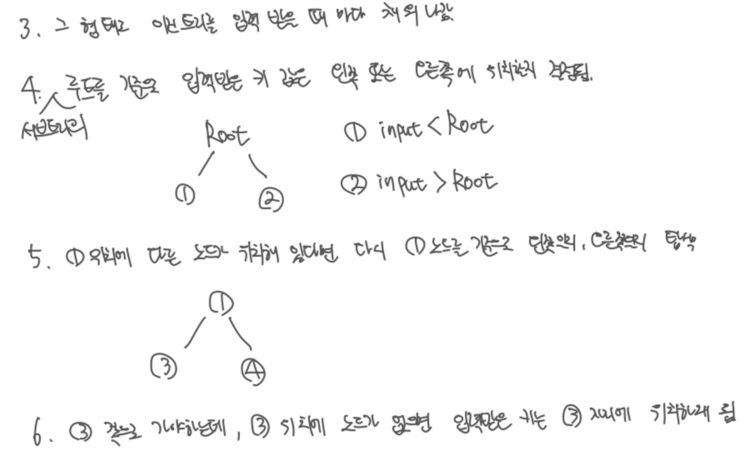 3. 그 형태로 이진트리를 입력 받은 때 마다 채워나감
4. 루트를 기준으로 입력받은 키 값은 왼쪽 또는 오른쪽에 위치할지 결정됨.
서브트리의
Root ① input < Root
① ② ② input > Root
5. ① 위치에 다른 노드가 위치해 있다면 다시 ① 노드를 기준으로 왼쪽인지, 오른쪽인지 탐색
①
③ ④
6. ③ 쪽으로 가야하는데, ③ 위치에 노드가 없으면 입력받은 키는 ③ 자리에 위치하게 됨